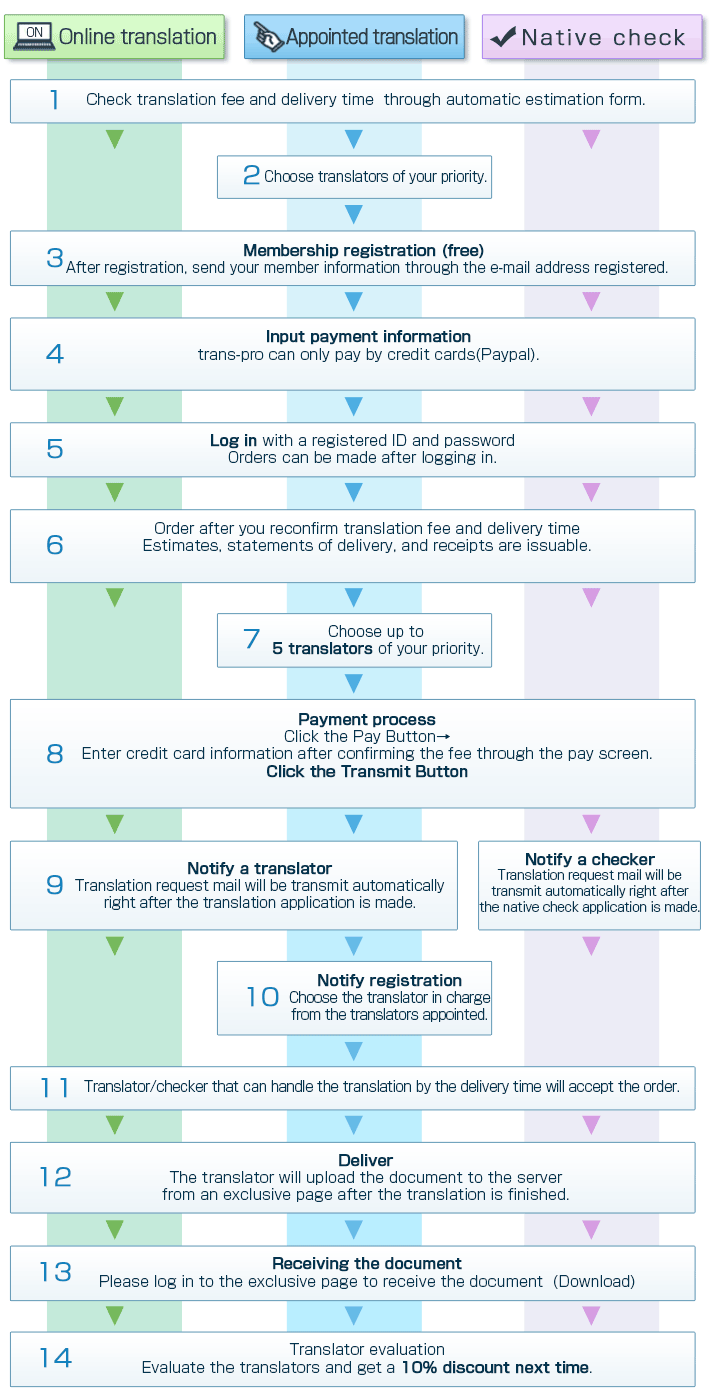 ON Online translation
Appointed translation
Native check
1 Check translation fee and delivery time through automatic estimation form.
2 Choose translators of your priority.
Membership registration (free)
3 After registration, send your member information through the e-mail address registered.
Input payment information
4 trans-pro can only pay by credit cards(Paypal).
5 Log in with a registered ID and password
Orders can be made after logging in.
6 Order after you reconfirm translation fee and delivery time
Estimates, statements of delivery, and receipts are issuable.
7 Choose up to
5 translators of your priority.
Payment process
Click the Pay Button→
8 Enter credit card information after confirming the fee through the pay screen.
Click the Transmit Button
Notify a translator
9 Translation request mail will be transmit automatically
right after the translation application is made.
Notify a checker
Translation request mail will be
transmit automatically right after
the native check application is made.
Notify registration
10 Choose the translator in charge
from the translators appointed.
11 Translator/checker that can handle the translation by the delivery time will accept the order.
Deliver
12 The translator will upload the document to the server
from an exclusive page after the translation is finished.
Receiving the document
13 Please log in to the exclusive page to receive the document (Download)
14 Translator evaluation
Evaluate the translators and get a 10% discount next time.